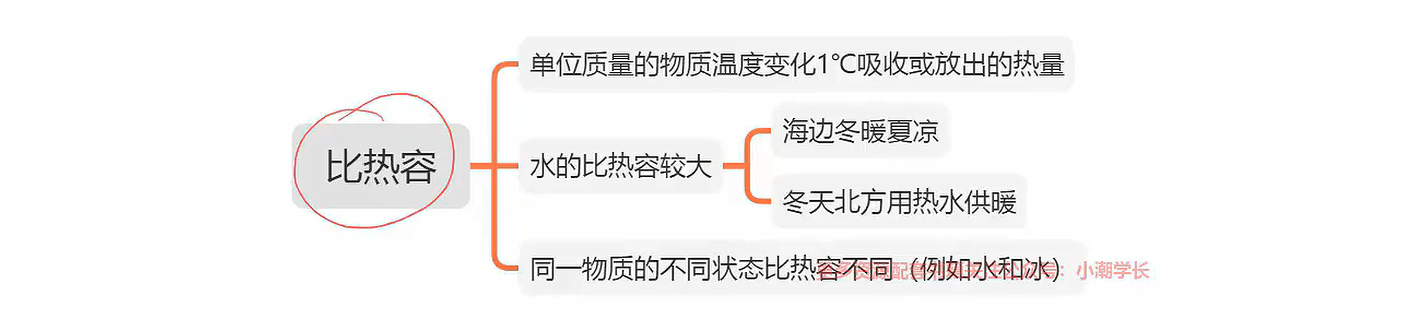 单位质量的物质温度变化1℃吸收或放出的热量
海边冬暖夏凉
比热容
水的比热容较大
冬天北方用热水供暖
同一物质的不同状态比热容不同（例如水和冰）
小潮学长